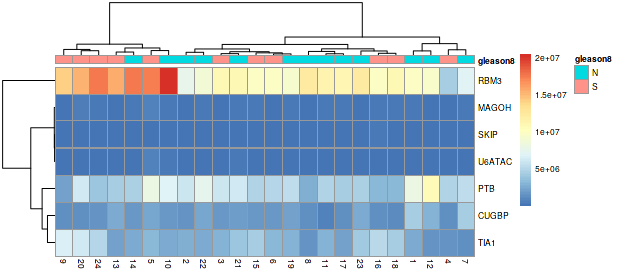 gleason8
RBM3
MAGOH
SKIP
U6ATAC
PTB
CUGBP
TIA1
9 20 24 13 14 5 10 2 22 3 21 15 6 19 8 11 17 23 16 18 1 12 4 7
2e+07
1.5e+07
1e+07
5e+06
gleason8
N
S